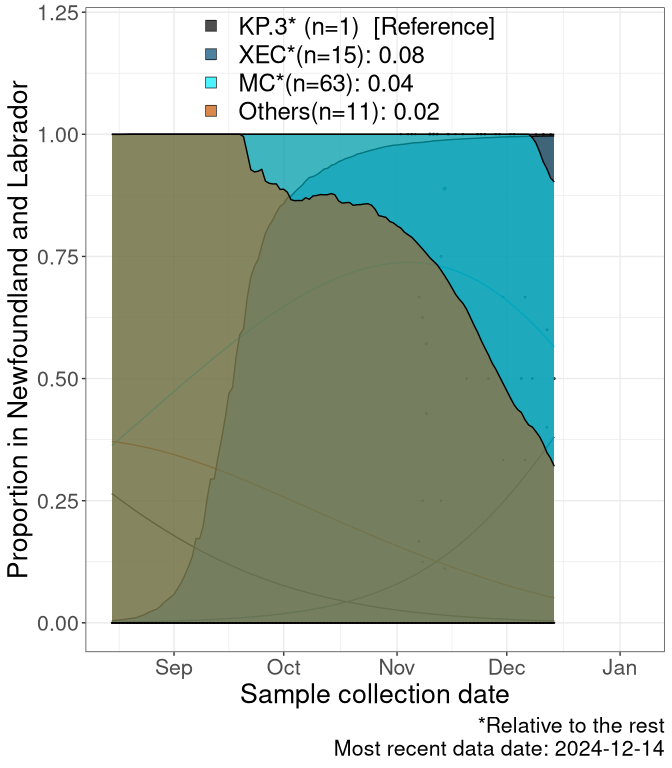 KP.3* (n=1)  [Reference]
XEC*(n=15): 0.08
MC*(n=63): 0.04
Others(n=11): 0.02
Proportion in Newfoundland and Labrador
1.25
1.00
0.75
0.50
0.25
0.00
Sep Oct Nov Dec Jan
Sample collection date
*Relative to the rest
Most recent data date: 2024-12-14